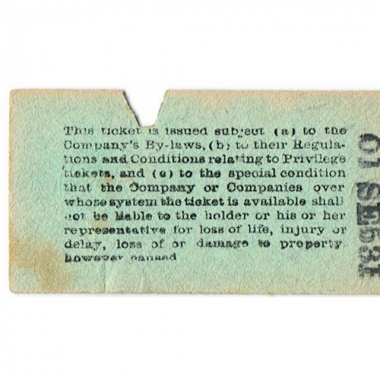 This ticket is issued subject (a) to the
Company's By-laws, (b) to their Regula-
tions and Conditions relating to Privilege
tickets, and (c) to the special condition
that the Company or Companies over
whose system the ticket is available shall
not be liable to the holder or his or her
representative for loss of life, injury or
delay, loss of or damage to property
however caused